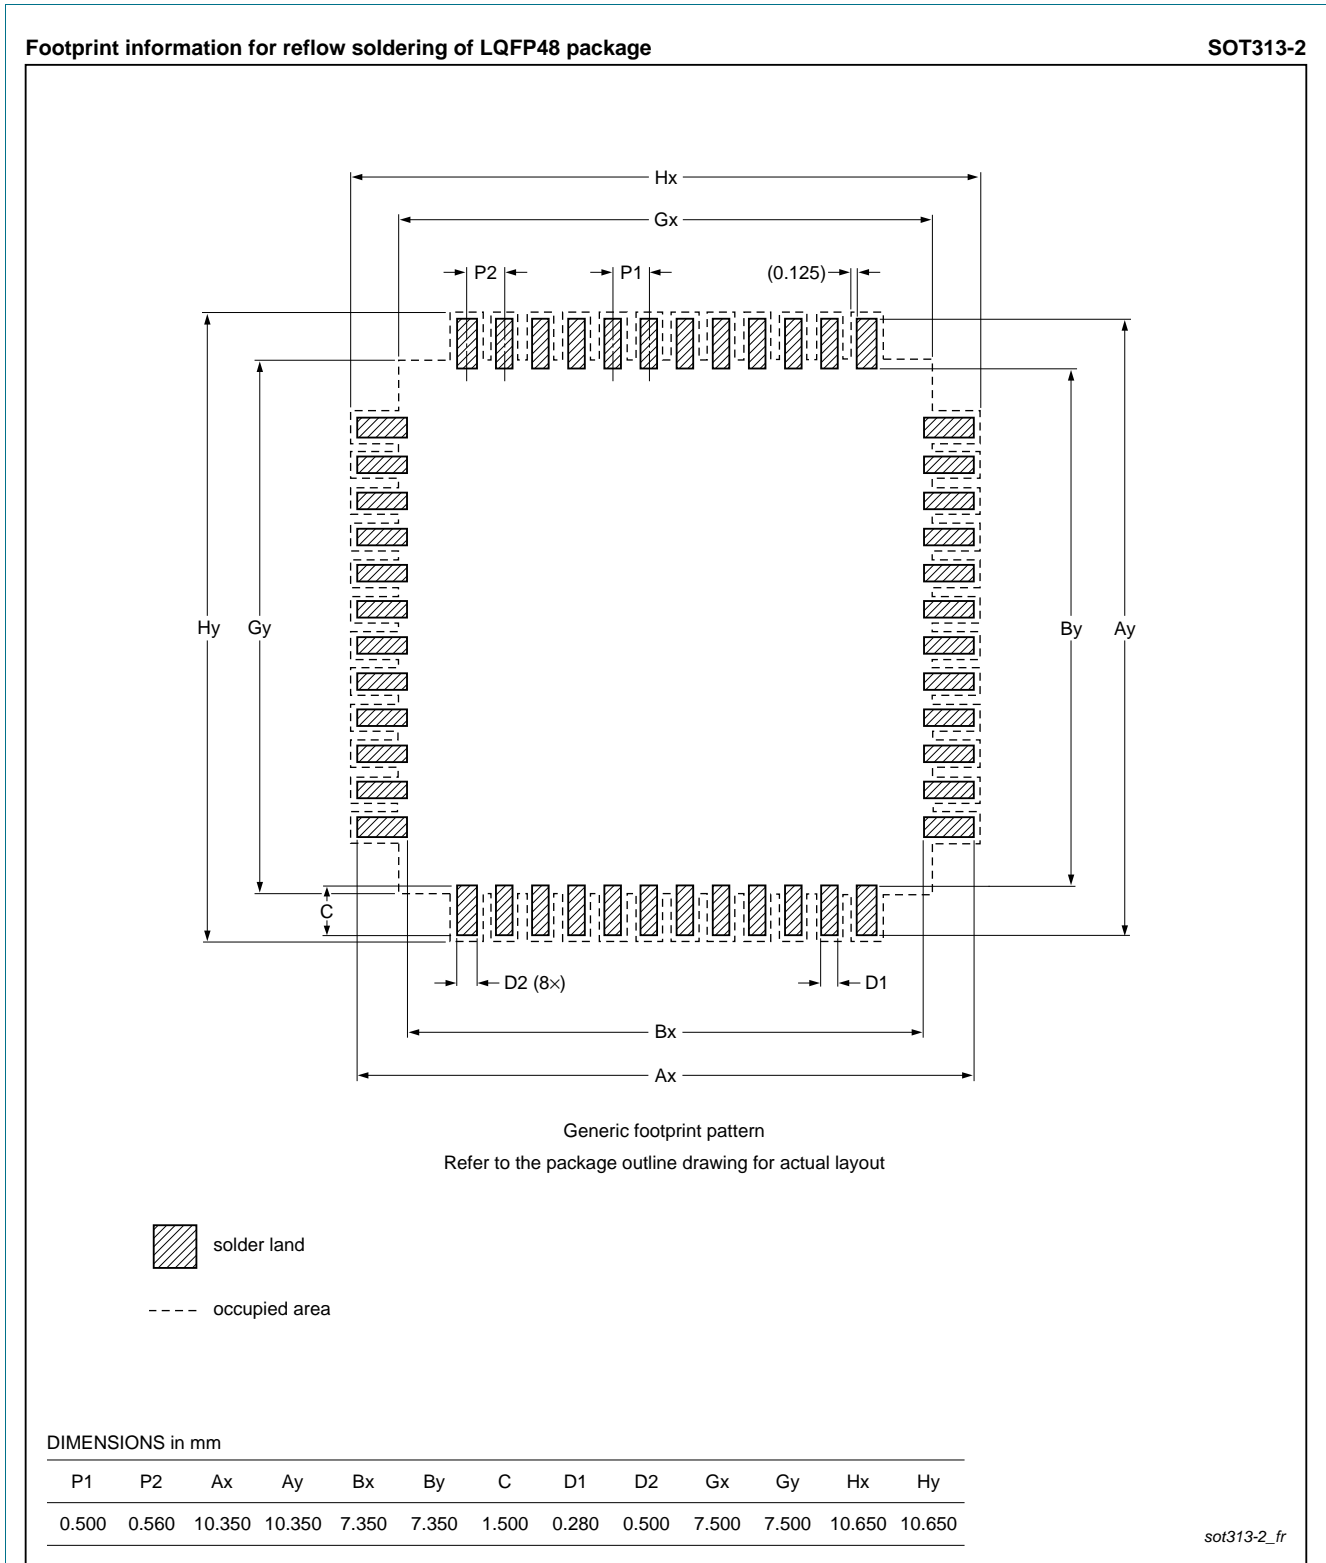 Footprint information for reflow soldering of LQFP48 package SOT313-2
Hx
Gx
P2 P1 (0.125)
Hy Gy By Ay
C
D2 (8×) D1
Bx
Ax
Generic footprint pattern
Refer to the package outline drawing for actual layout
solder land
occupied area
DIMENSIONS in mm
P1 P2 Ax Ay Bx By C D1 D2 Gx Gy Hx Hy
0.500 0.560 10.350 10.350 7.350 7.350 1.500 0.280 0.500 7.500 7.500 10.650 10.650
sot313-2_fr